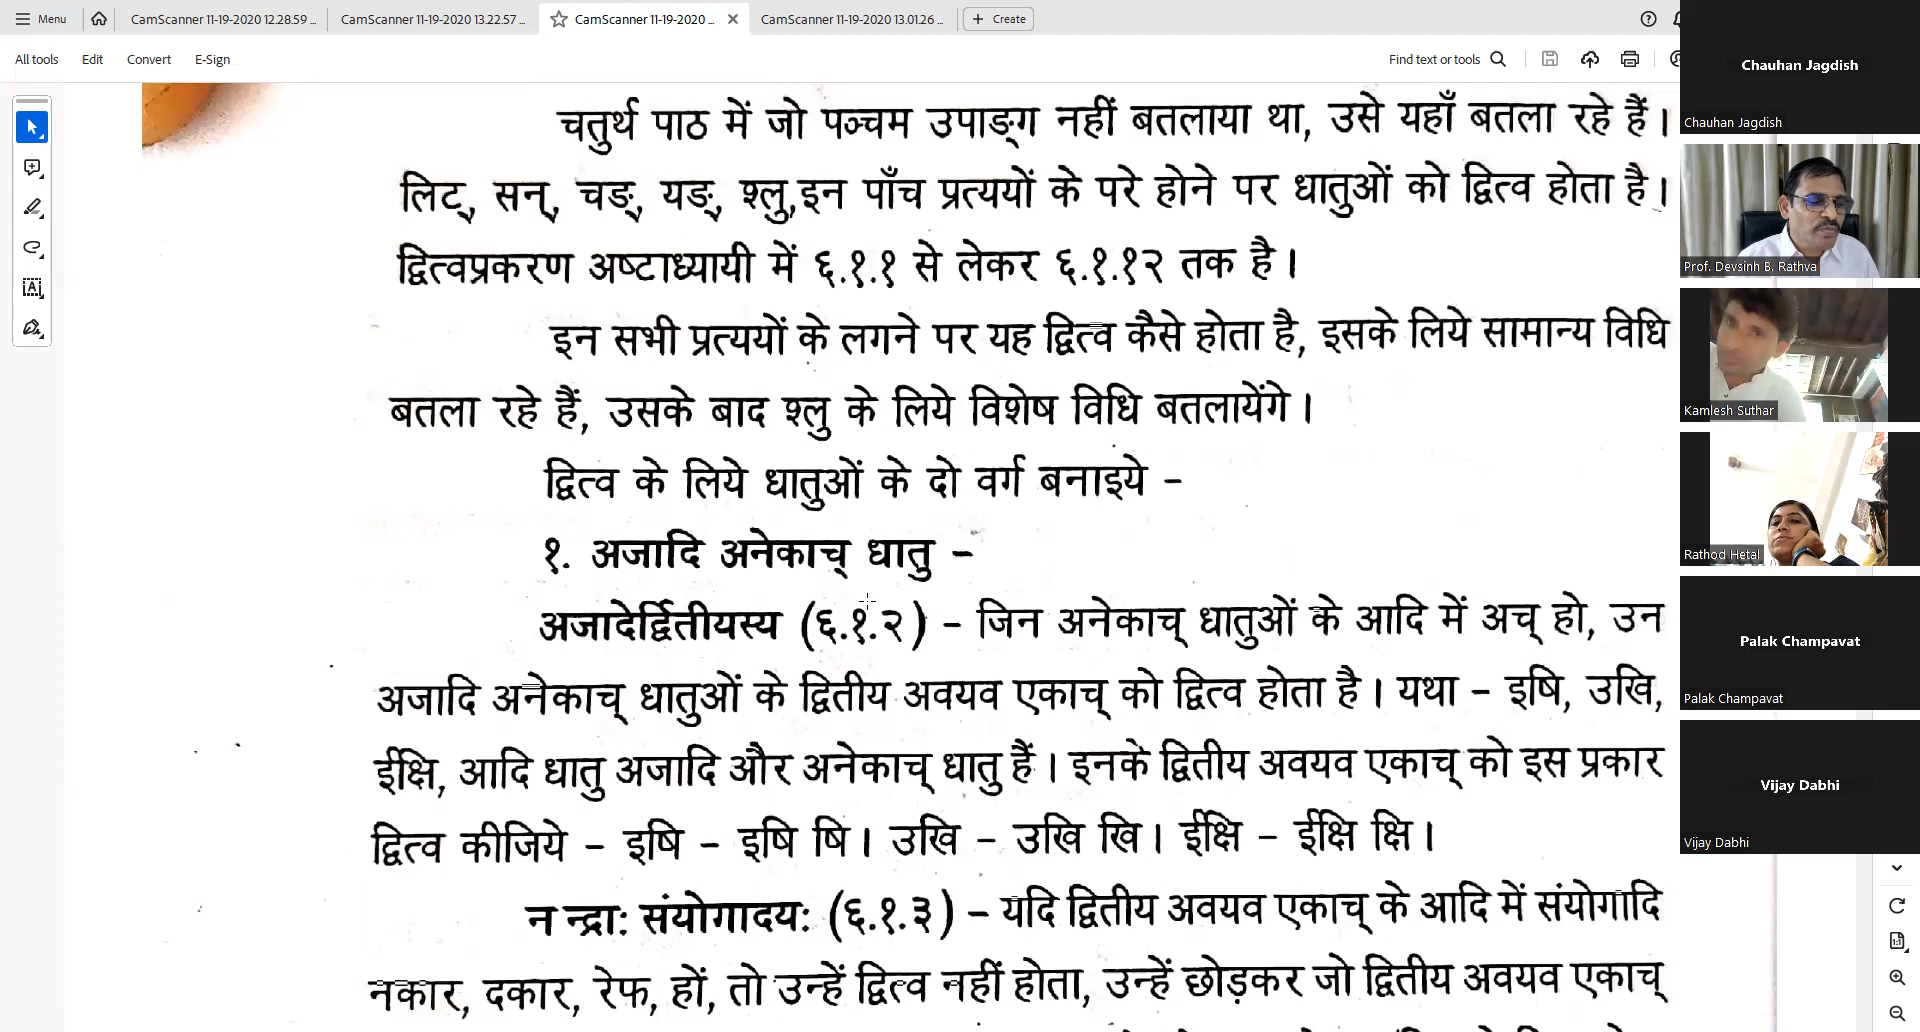 Menu
CamScanner 11-19-2020 12.28.59 ...
CamScanner 11-19-2020 13.22.57 ...
CamScanner 11-19-2020 ...
CamScanner 11-19-2020 13.01.26 ...
Create
All tools
Edit
Convert
E-Sign
Find text or tools
चतुर्थ पाठ में जो पञ्चम उपाङ्ग नहीं बतलाया था, उसे यहाँ बतला रहे हैं।
लिट्, सन्, चङ्, यङ्, श्लु,इन पाँच प्रत्ययों के परे होने पर धातुओं को द्वित्व होता है।
द्वित्वप्रकरण अष्टाध्यायी में ६.१.१ से लेकर ६.१.१२ तक है।
इन सभी प्रत्ययों के लगने पर यह द्वित्व कैसे होता है, इसके लिये सामान्य विधि
बतला रहे हैं, उसके बाद श्लु के लिये विशेष विधि बतलायेंगे।
द्वित्व के लिये धातुओं के दो वर्ग बनाइये -
१. अजादि अनेकाच् धातु -
अजादेर्द्वितीयस्य (६.१.२) - जिन अनेकाच् धातुओं के आदि में अच् हो, उन
अजादि अनेकाच् धातुओं के द्वितीय अवयव एकाच् को द्वित्व होता है। यथा - इषि, उखि,
ईक्षि, आदि धातु अजादि और अनेकाच् धातु हैं। इनके द्वितीय अवयव एकाच् को इस प्रकार
द्वित्व कीजिये - इषि - इषि षि। उखि - उखि खि। ईक्षि - ईक्षि क्षि।
न न्द्राः संयोगादयः (६.१.३) - यदि द्वितीय अवयव एकाच् के आदि में संयोगादि
नकार, दकार, रेफ, हों, तो उन्हें द्वित्व नहीं होता, उन्हें छोड़कर जो द्वितीय अवयव एकाच्
Chauhan Jagdish
Chauhan Jagdish
Prof. Devsinh B. Rathva
Kamlesh Suthar
Rathod Hetal
Palak Champavat
Palak Champavat
Vijay Dabhi
Vijay Dabhi